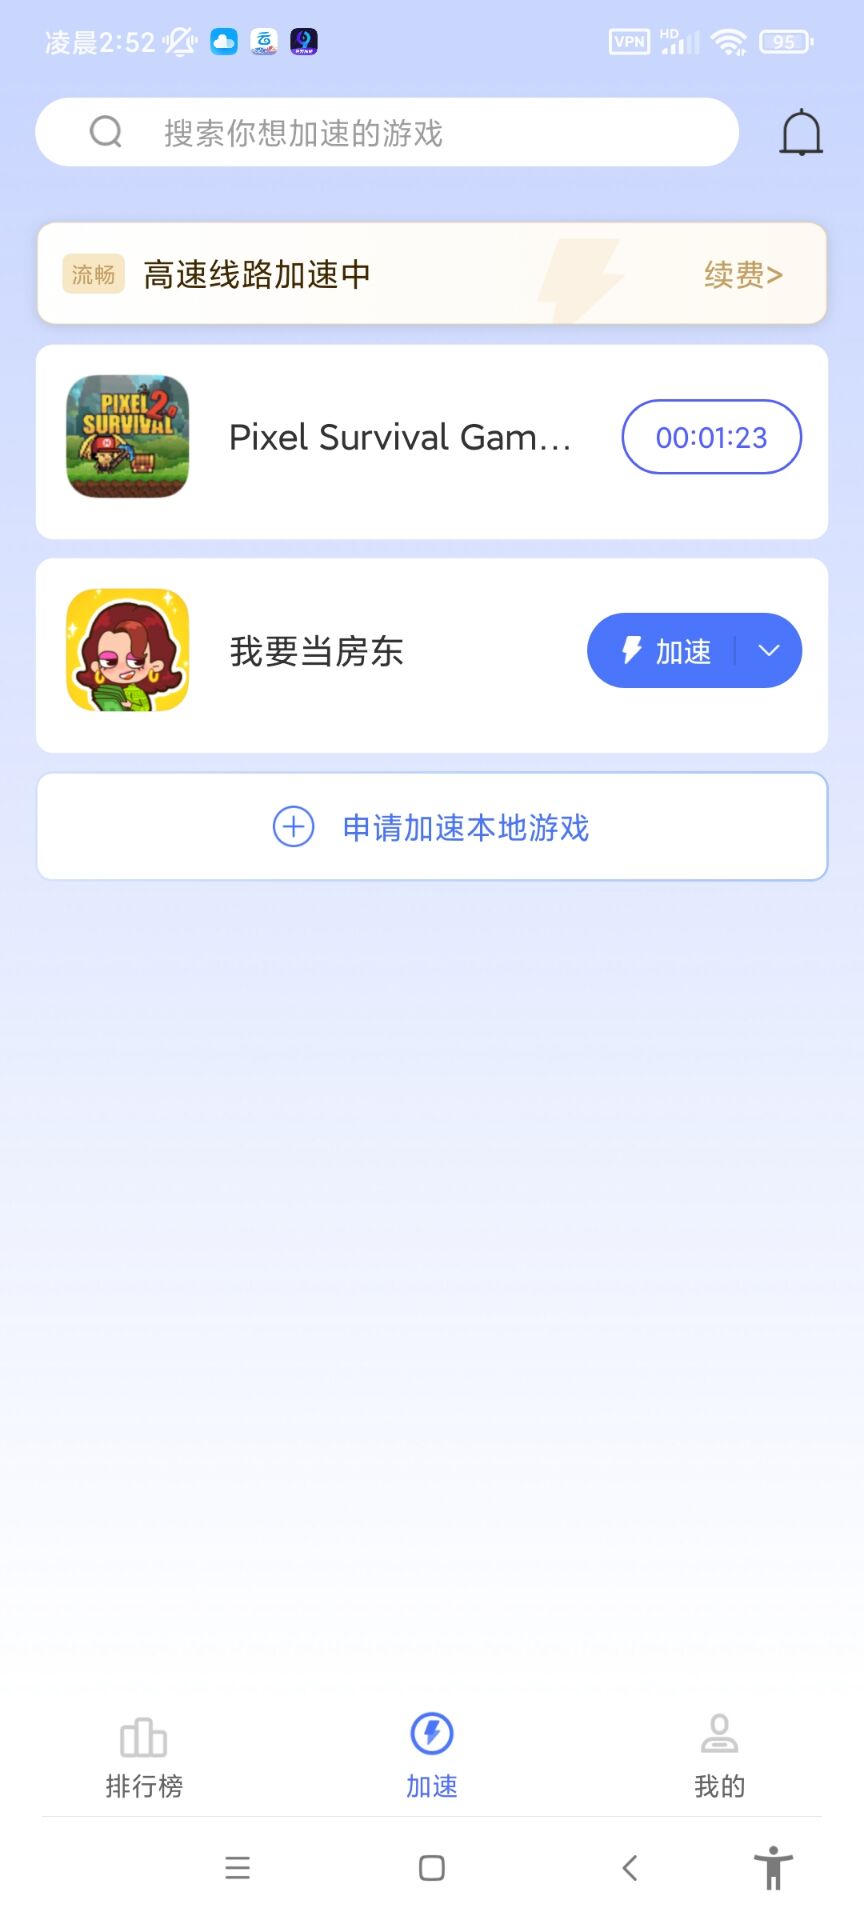 凌晨2:52
VPN HD 95
搜索你想加速的游戏
流畅 高速线路加速中 续费>
PIXEL 2
SURVIVAL
Pixel Survival Gam... 00:01:23
我要当房东 加速
申请加速本地游戏
排行榜 加速 我的